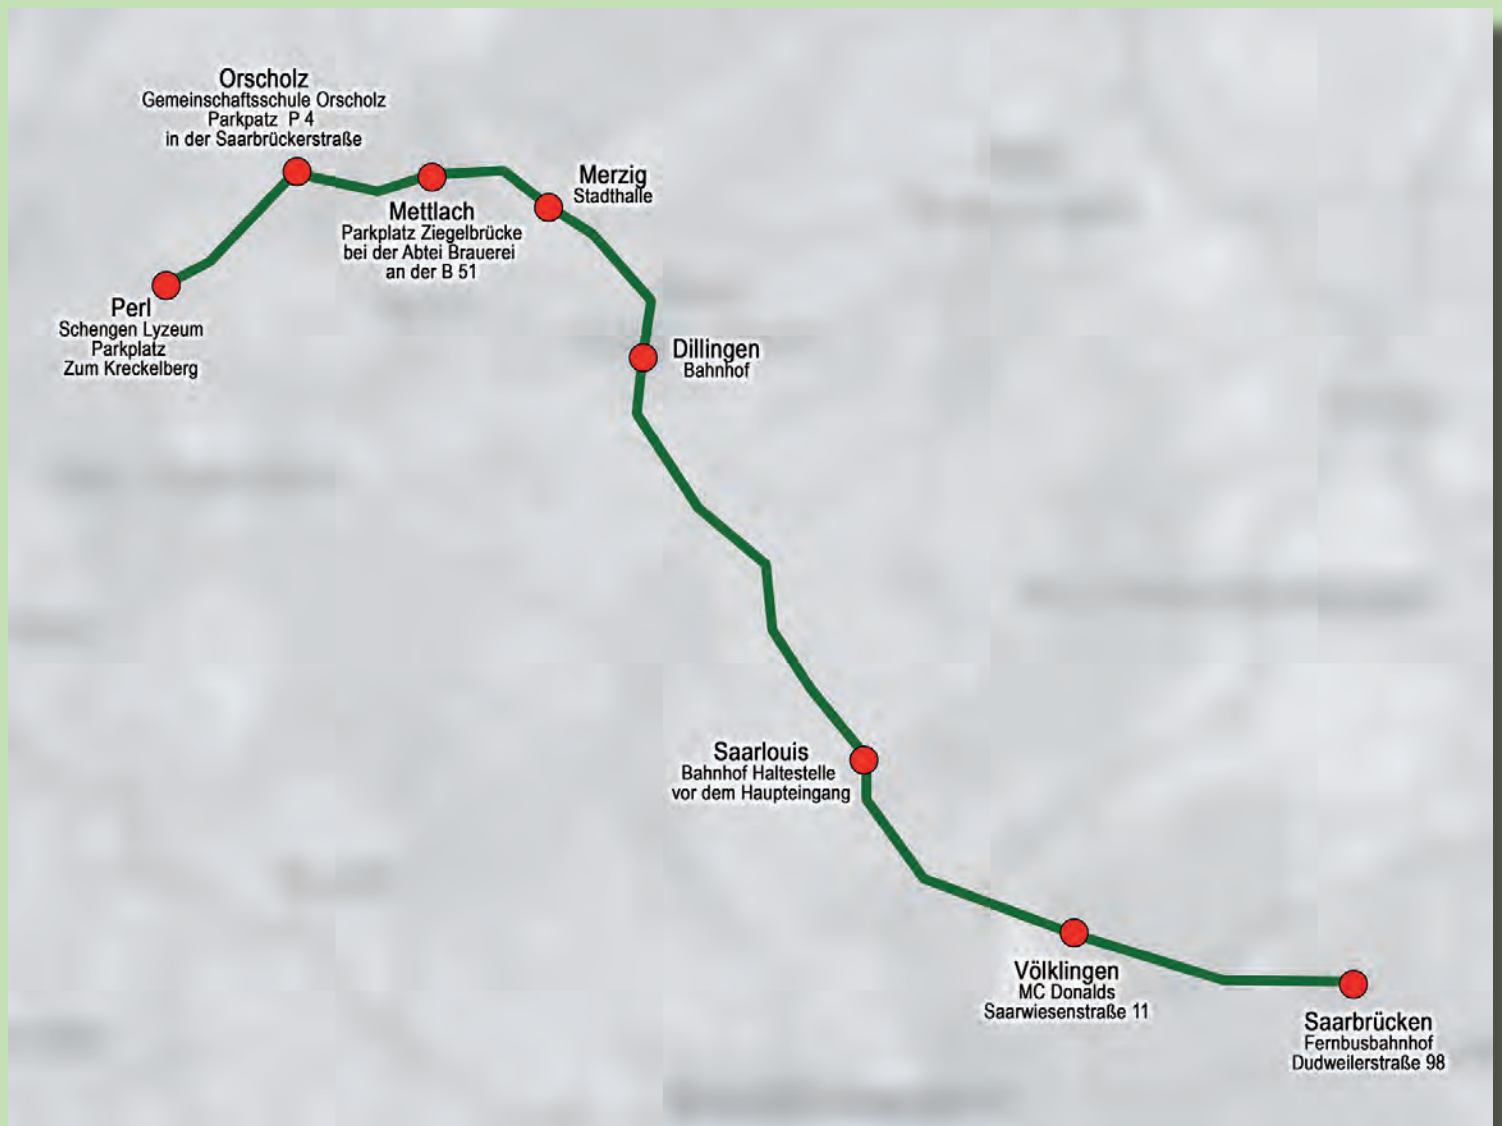 Orscholz
Gemeinschaftsschule Orscholz
Parkpatz P 4
in der Saarbrückerstraße
Merzig
Stadthalle
Mettlach
Parkplatz Ziegelbrücke
bei der Abtei Brauerei
an der B 51
Perl
Schengen Lyzeum
Parkplatz
Zum Kreckelberg
Dillingen
Bahnhof
Saarlouis
Bahnhof Haltestelle
vor dem Haupteingang
Völklingen
MC Donalds
Saarwiesenstraße 11
Saarbrücken
Fernbusbahnhof
Dudweilerstraße 98